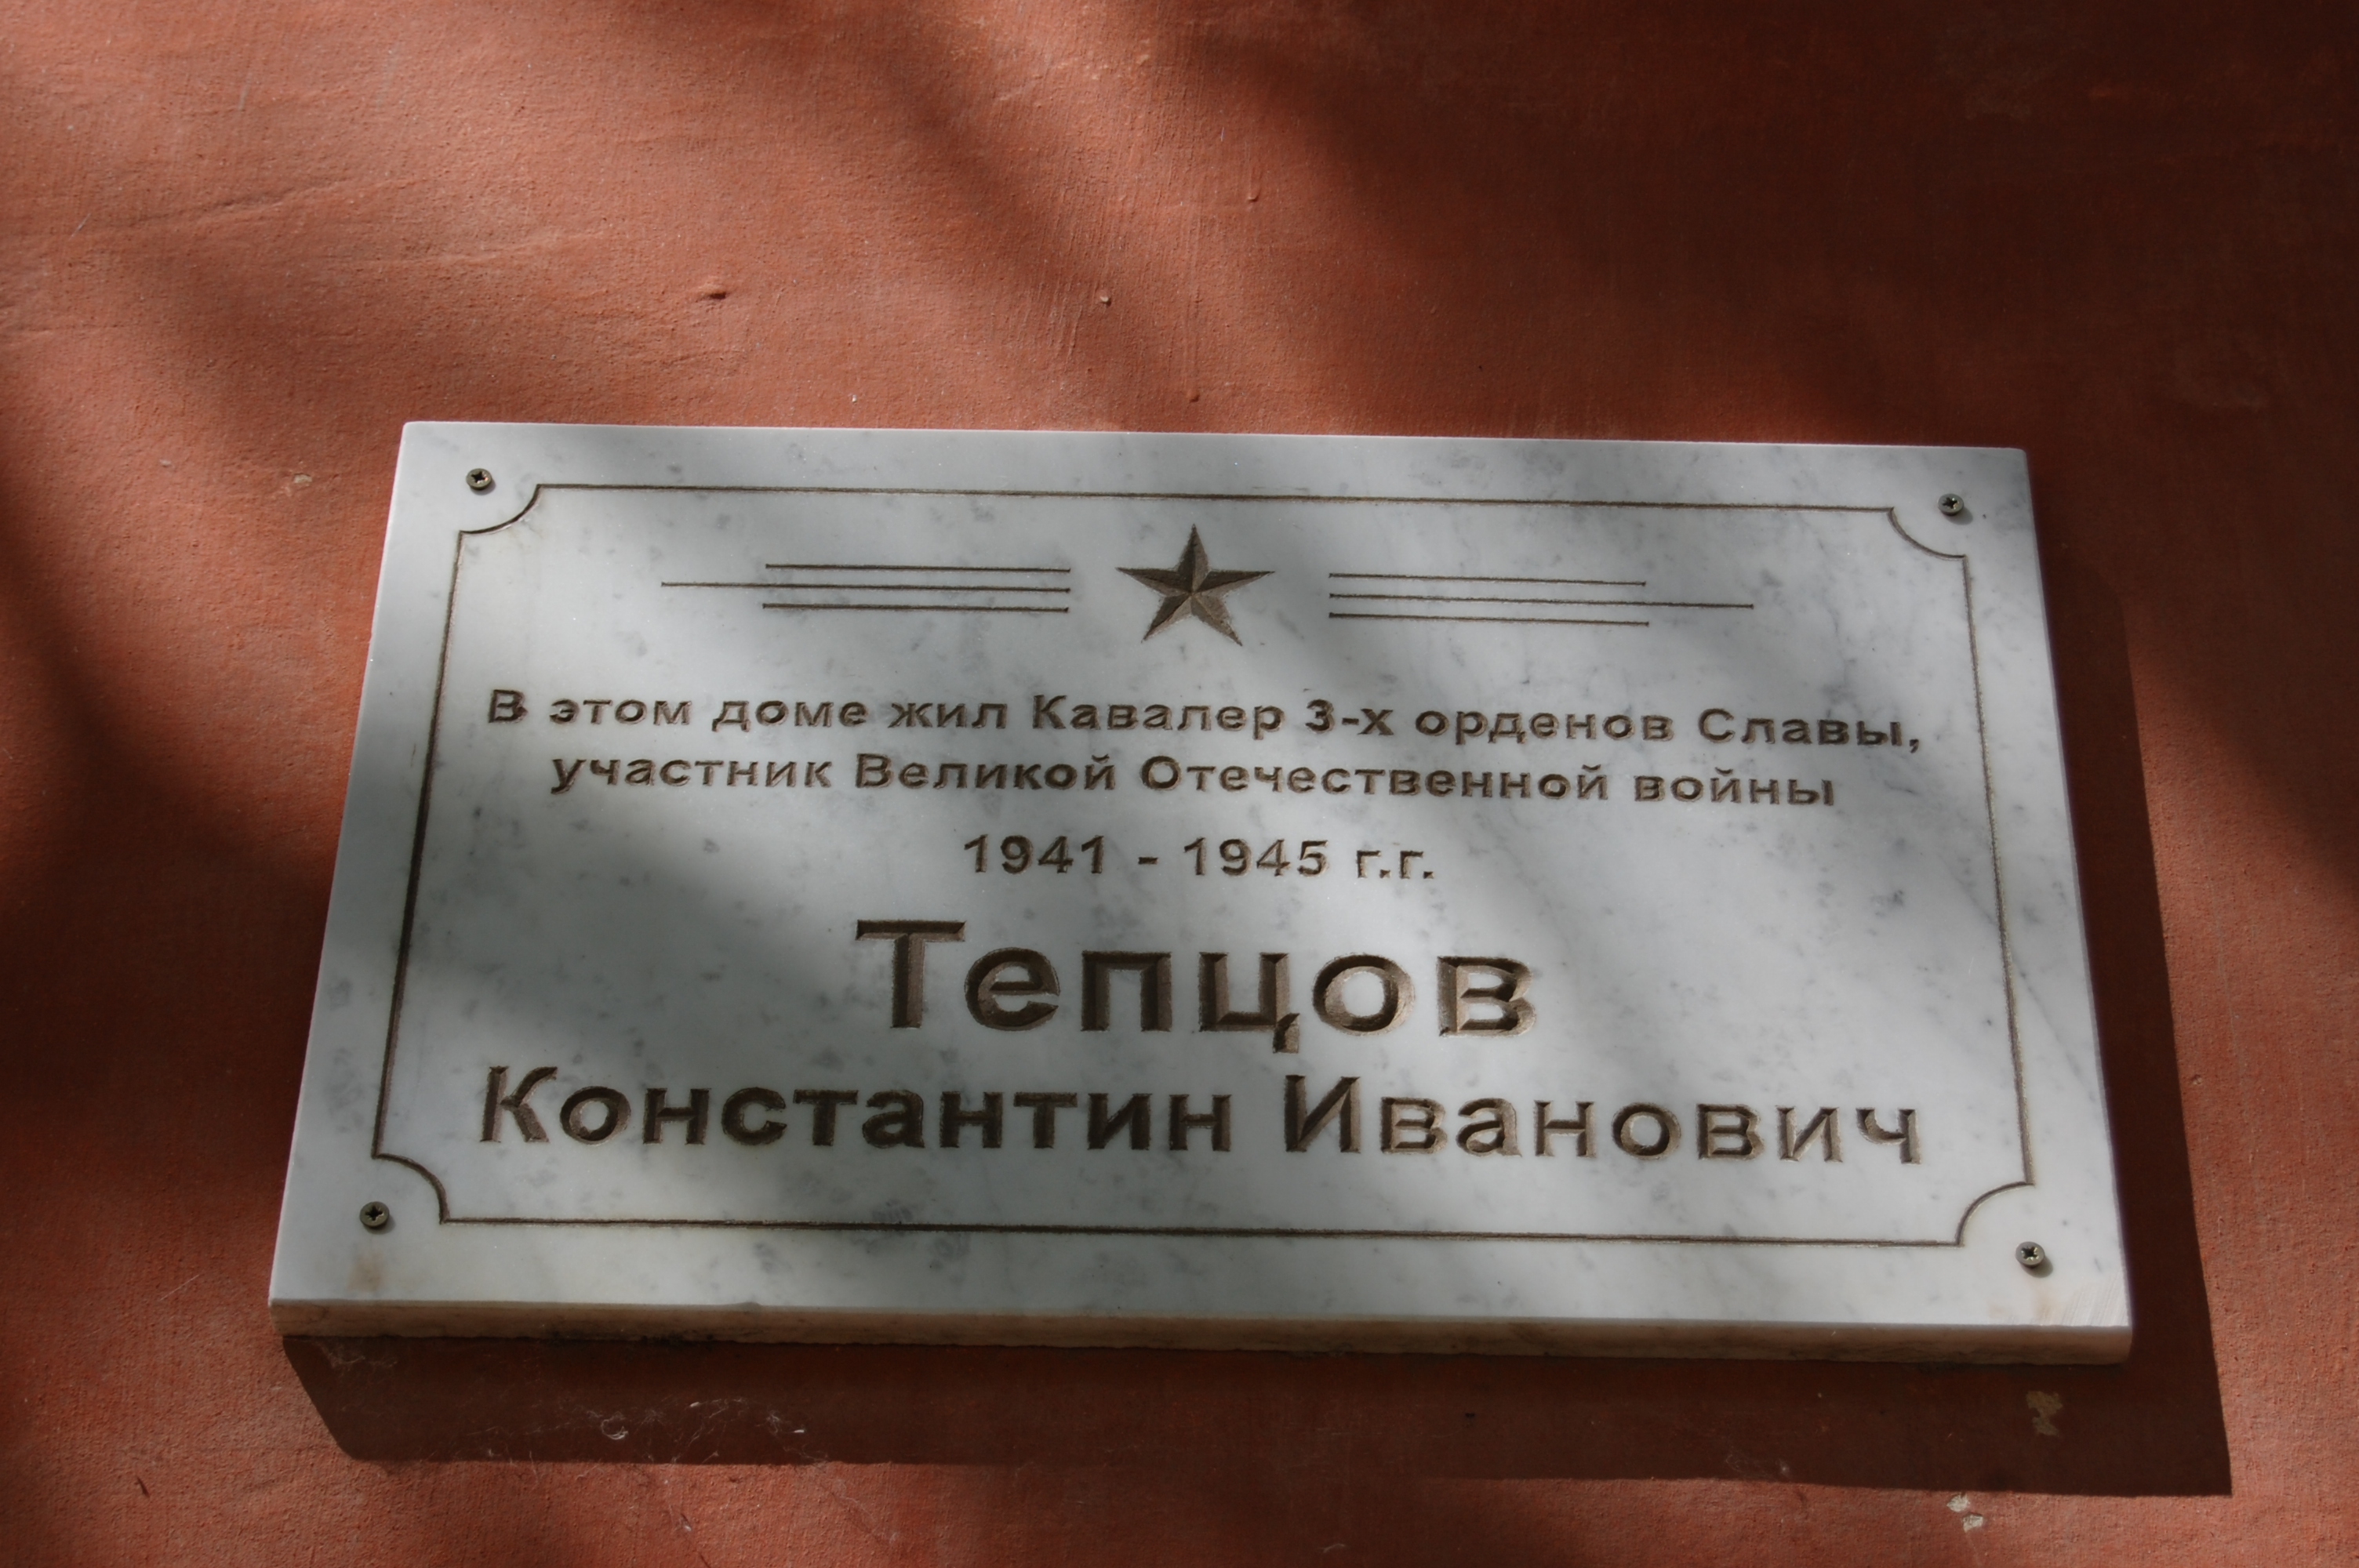 В этом доме жил Кавалер 3-х орденов Славы,
участник Великой Отечественной войны
1941 - 1945 г.г.
Тепцов
Константин Иванович